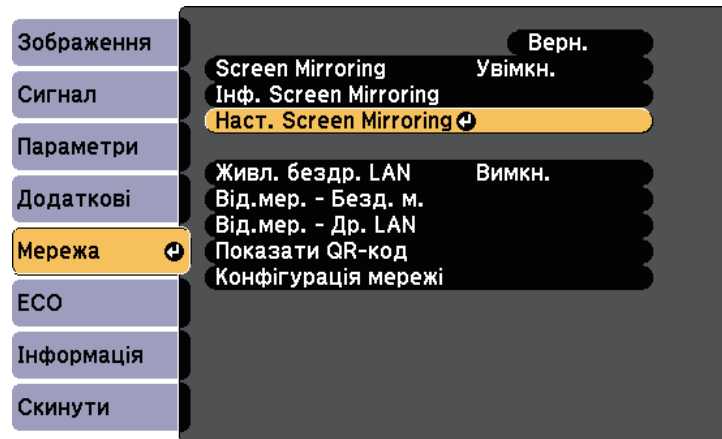 Зображення
Сигнал
Параметри
Додаткові
Мережа
ECO
Інформація
Скинути
Верн.
Screen Mirroring Увімкн.
Інф. Screen Mirroring
Наст. Screen Mirroring
Живл. бездр. LAN Вимкн.
Від.мер. - Безд. м.
Від.мер. - Др. LAN
Показати QR-код
Конфігурація мережі